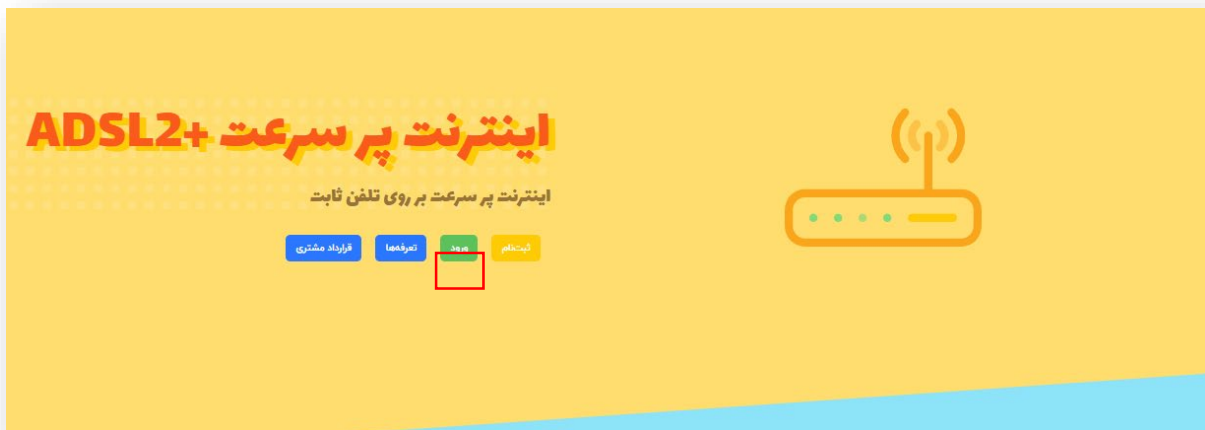 اینترنت پر سرعت ADSL2+
اینترنت پر سرعت بر روی تلفن ثابت
ثبت‌نام ورود تعرفه‌ها قرارداد مشتری